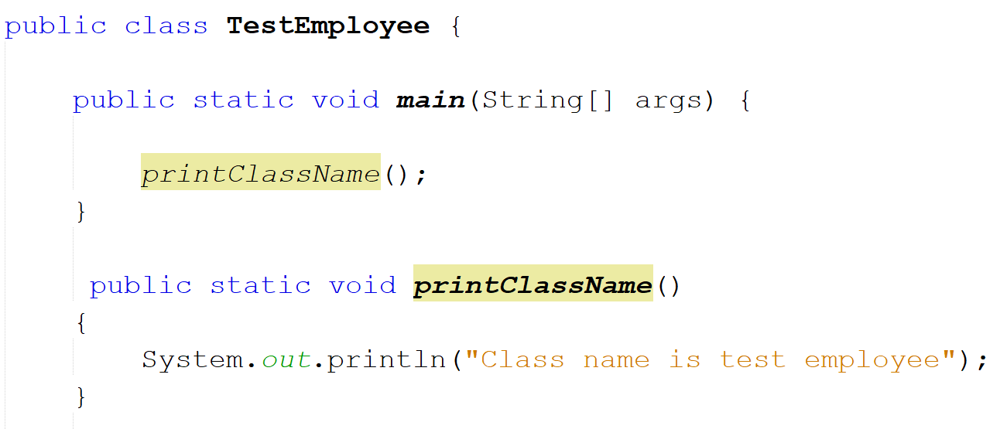 public class TestEmployee {
public static void main(String[] args) {
printClassName();
}
public static void printClassName()
{
System.out.println("Class name is test employee");
}